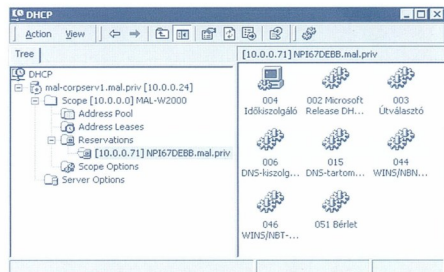 DHCP
Action View
Tree
[10.0.0.71] NPI67DEBB.mal.priv
DHCP
mal-corpserv1.mal.priv [10.0.0.24]
Scope [10.0.0.0] MAL-W2000
Address Pool
Address Leases
Reservations
[10.0.0.71] NPI67DEBB.mal.priv
Scope Options
Server Options
004 Időkiszolgáló
002 Microsoft Release DH...
003 Útválasztó
006 DNS-kiszolg...
015 DNS-tartom...
044 WINS/NBN...
046 WINS/NBT-...
051 Bérlet